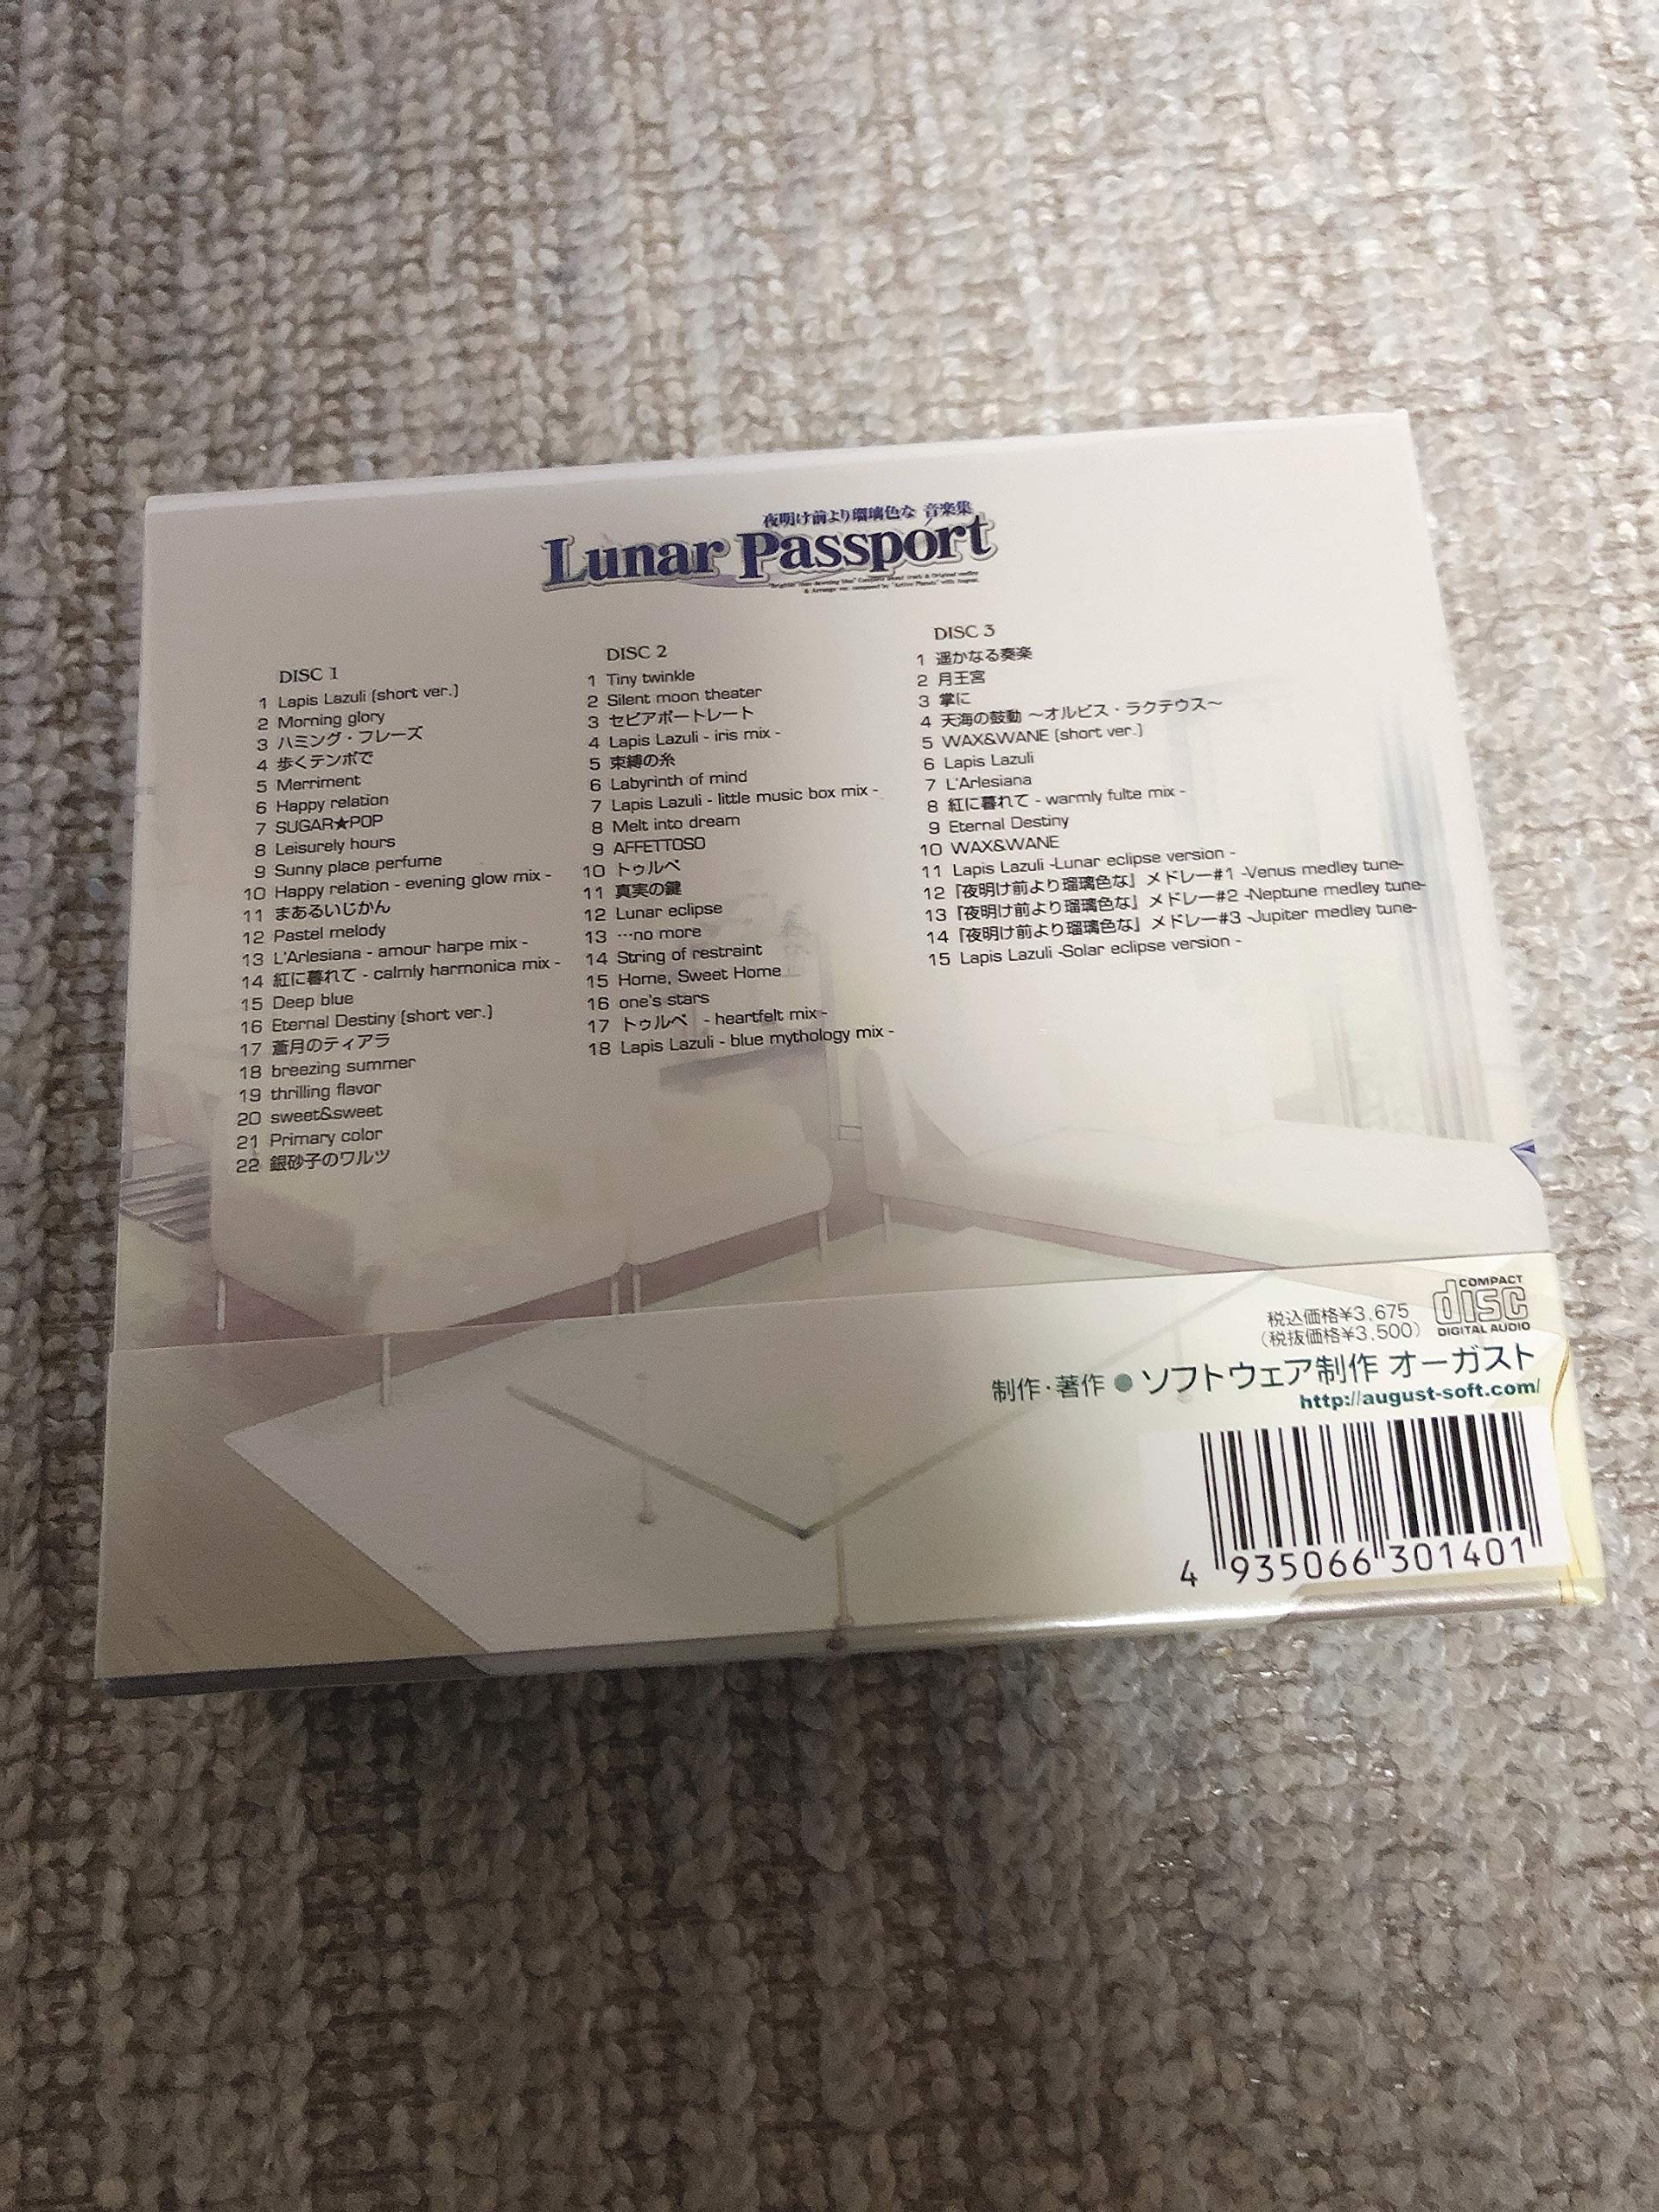 夜明け前より瑠璃色な 音楽集
Lunar Passport
DISC 1
1 Lapis Lazuli (short ver.)
2 Morning glory
3 ハミング・フレーズ
4 歩くテンポで
5 Merriment
6 Happy relation
7 SUGAR★POP
8 Leisurely hours
9 Sunny place perfume
10 Happy relation - evening glow mix -
11 まあるいじかん
12 Pastel melody
13 L'Arlesiana - amour harpe mix -
14 紅に暮れて - calmly harmonica mix -
15 Deep blue
16 Eternal Destiny (short ver.)
17 蒼月のティアラ
18 breezing summer
19 thrilling flavor
20 sweet&sweet
21 Primary color
22 銀砂子のワルツ
DISC 2
1 Tiny twinkle
2 Silent moon theater
3 セピアポートレート
4 Lapis Lazuli - iris mix -
5 束縛の糸
6 Labyrinth of mind
7 Lapis Lazuli - little music box mix -
8 Melt into dream
9 AFFETTOSO
10 トゥルペ
11 真実の鍵
12 Lunar eclipse
13 …no more
14 String of restraint
15 Home, Sweet Home
16 one's stars
17 トゥルペ - heartfelt mix -
18 Lapis Lazuli - blue mythology mix -
DISC 3
1 遥かなる奏楽
2 月王宮
3 掌に
4 天海の鼓動 ～オルビス・ラクテウス～
5 WAX&WANE (short ver.)
6 Lapis Lazuli
7 L'Arlesiana
8 紅に暮れて - warmly fulte mix -
9 Eternal Destiny
10 WAX&WANE
11 Lapis Lazuli -Lunar eclipse version -
12 『夜明け前より瑠璃色な』メドレー#1 -Venus medley tune-
13 『夜明け前より瑠璃色な』メドレー#2 -Neptune medley tune-
14 『夜明け前より瑠璃色な』メドレー#3 -Jupiter medley tune-
15 Lapis Lazuli -Solar eclipse version -
税込価格¥3,675
(税抜価格¥3,500)
COMPACT
disc
DIGITAL AUDIO
制作・著作●ソフトウェア制作 オーガスト
http://august-soft.com/
4 935066 301401